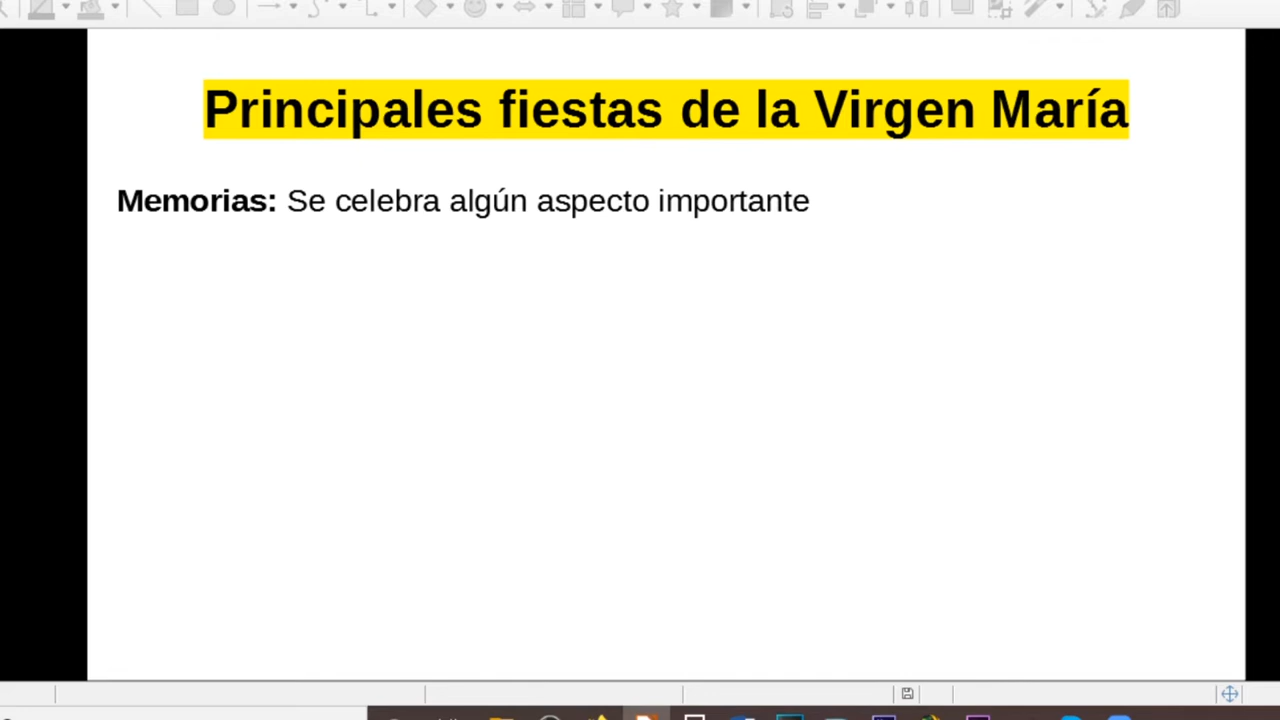 Principales fiestas de la Virgen María
Memorias: Se celebra algún aspecto importante